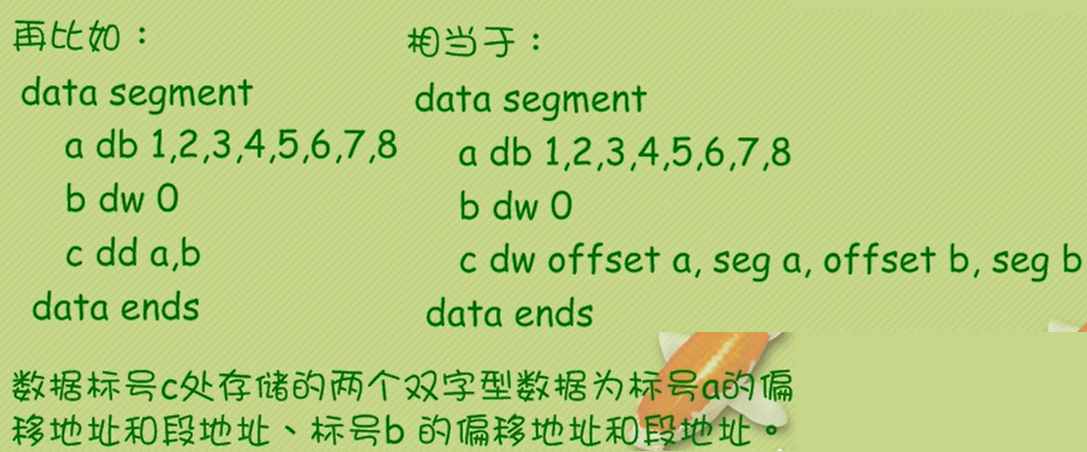 再比如：
data segment
a db 1,2,3,4,5,6,7,8
b dw 0
c dd a,b
data ends
相当于：
data segment
a db 1,2,3,4,5,6,7,8
b dw 0
c dw offset a, seg a, offset b, seg b
data ends
数据标号c处存储的两个双字型数据为标号a的偏
移地址和段地址、标号b 的偏移地址和段地址。